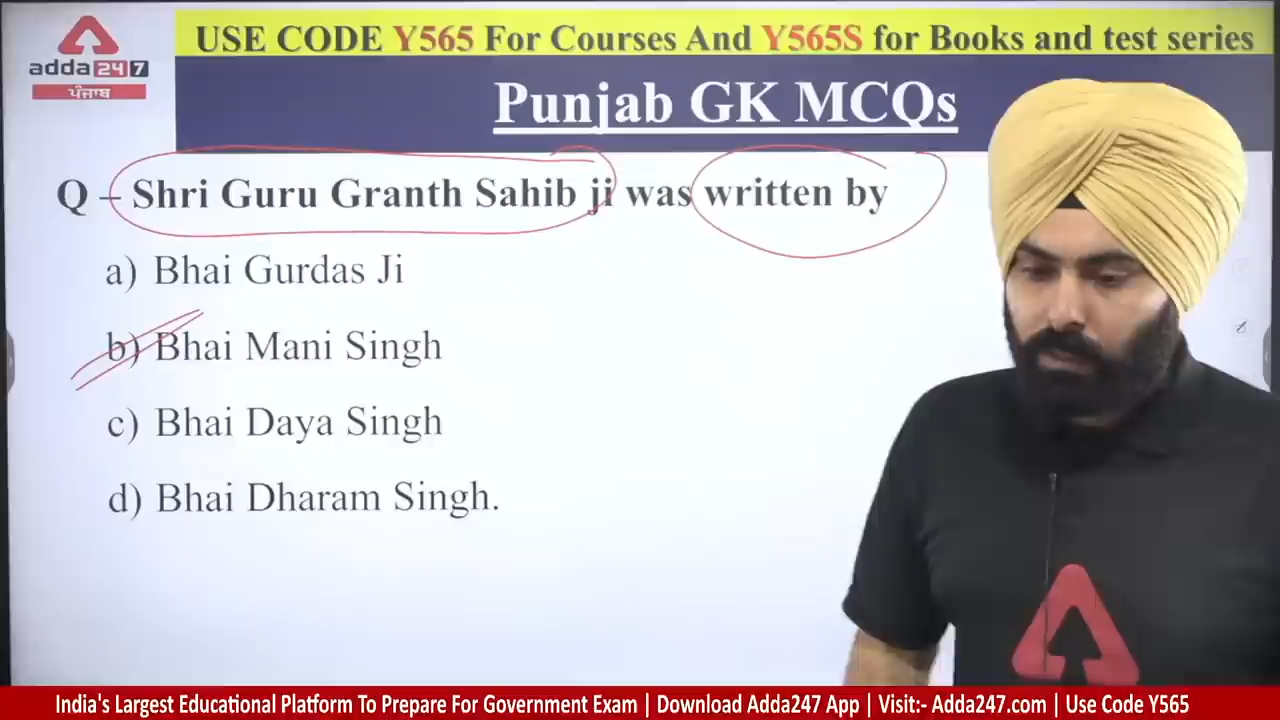 USE CODE Y565 For Courses And Y565S for Books and test series
adda247
ਪੰਜਾਬ
Punjab GK MCQs
Q – Shri Guru Granth Sahib ji was written by
a) Bhai Gurdas Ji
b) Bhai Mani Singh
c) Bhai Daya Singh
d) Bhai Dharam Singh.
India's Largest Educational Platform To Prepare For Government Exam | Download Adda247 App | Visit:- Adda247.com | Use Code Y565